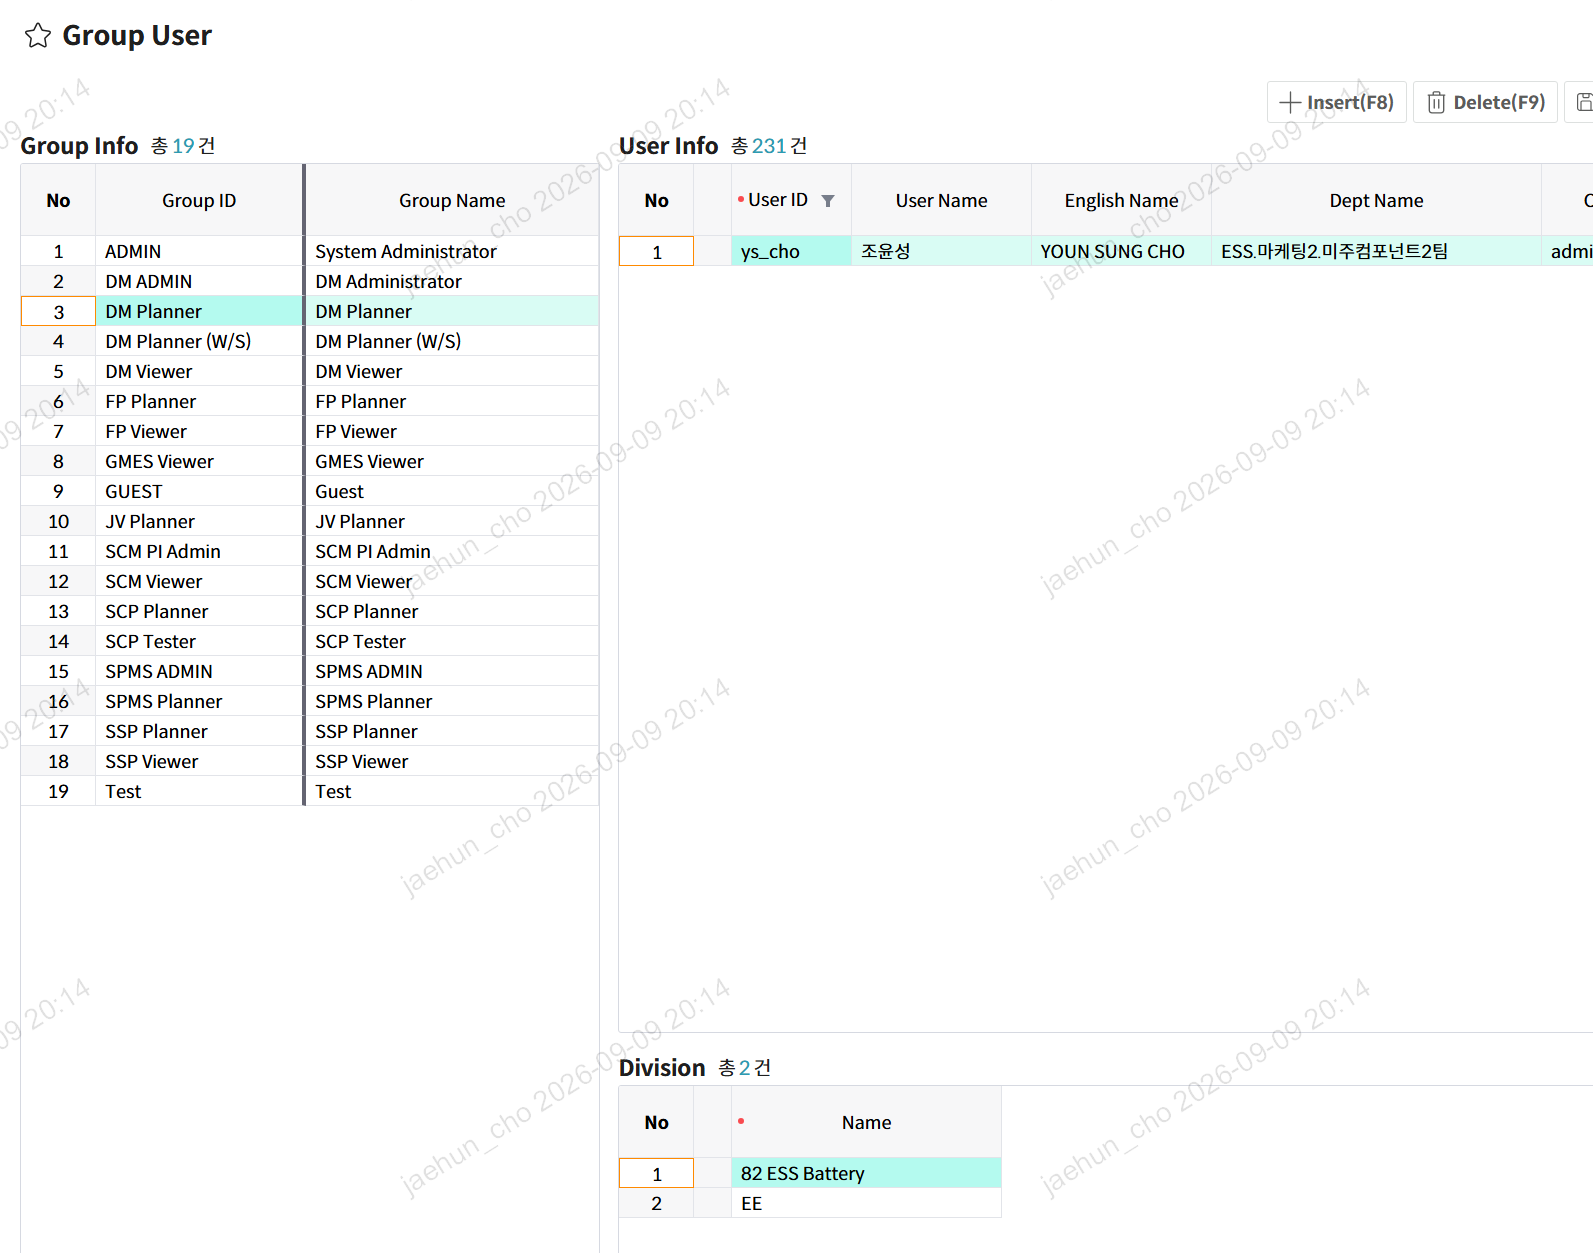 Group User
Insert(F8) Delete(F9)
Group Info 총 19 건
No Group ID Group Name
1 ADMIN System Administrator
2 DM ADMIN DM Administrator
3 DM Planner DM Planner
4 DM Planner (W/S) DM Planner (W/S)
5 DM Viewer DM Viewer
6 FP Planner FP Planner
7 FP Viewer FP Viewer
8 GMES Viewer GMES Viewer
9 GUEST Guest
10 JV Planner JV Planner
11 SCM PI Admin SCM PI Admin
12 SCM Viewer SCM Viewer
13 SCP Planner SCP Planner
14 SCP Tester SCP Tester
15 SPMS ADMIN SPMS ADMIN
16 SPMS Planner SPMS Planner
17 SSP Planner SSP Planner
18 SSP Viewer SSP Viewer
19 Test Test
User Info 총 231 건
No User ID User Name English Name Dept Name
1 ys_cho 조윤성 YOUN SUNG CHO ESS.마케팅2.미주컴포넌트2팀 admi
Division 총 2 건
No Name
1 82 ESS Battery
2 EE
jaehun_cho 2026-09-09 20:14